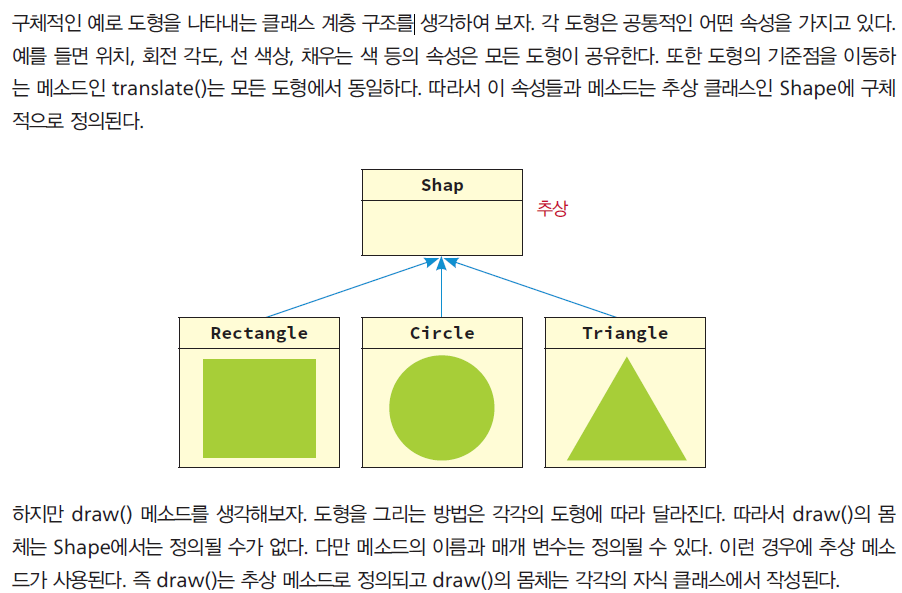 구체적인 예로 도형을 나타내는 클래스 계층 구조를 생각하여 보자. 각 도형은 공통적인 어떤 속성을 가지고 있다.
예를 들면 위치, 회전 각도, 선 색상, 채우는 색 등의 속성은 모든 도형이 공유한다. 또한 도형의 기준점을 이동하
는 메소드인 translate()는 모든 도형에서 동일하다. 따라서 이 속성들과 메소드는 추상 클래스인 Shape에 구체
적으로 정의된다.
Shap
추상
Rectangle
Circle
Triangle
하지만 draw() 메소드를 생각해보자. 도형을 그리는 방법은 각각의 도형에 따라 달라진다. 따라서 draw()의 몸
체는 Shape에서는 정의될 수가 없다. 다만 메소드의 이름과 매개 변수는 정의될 수 있다. 이런 경우에 추상 메소
드가 사용된다. 즉 draw()는 추상 메소드로 정의되고 draw()의 몸체는 각각의 자식 클래스에서 작성된다.